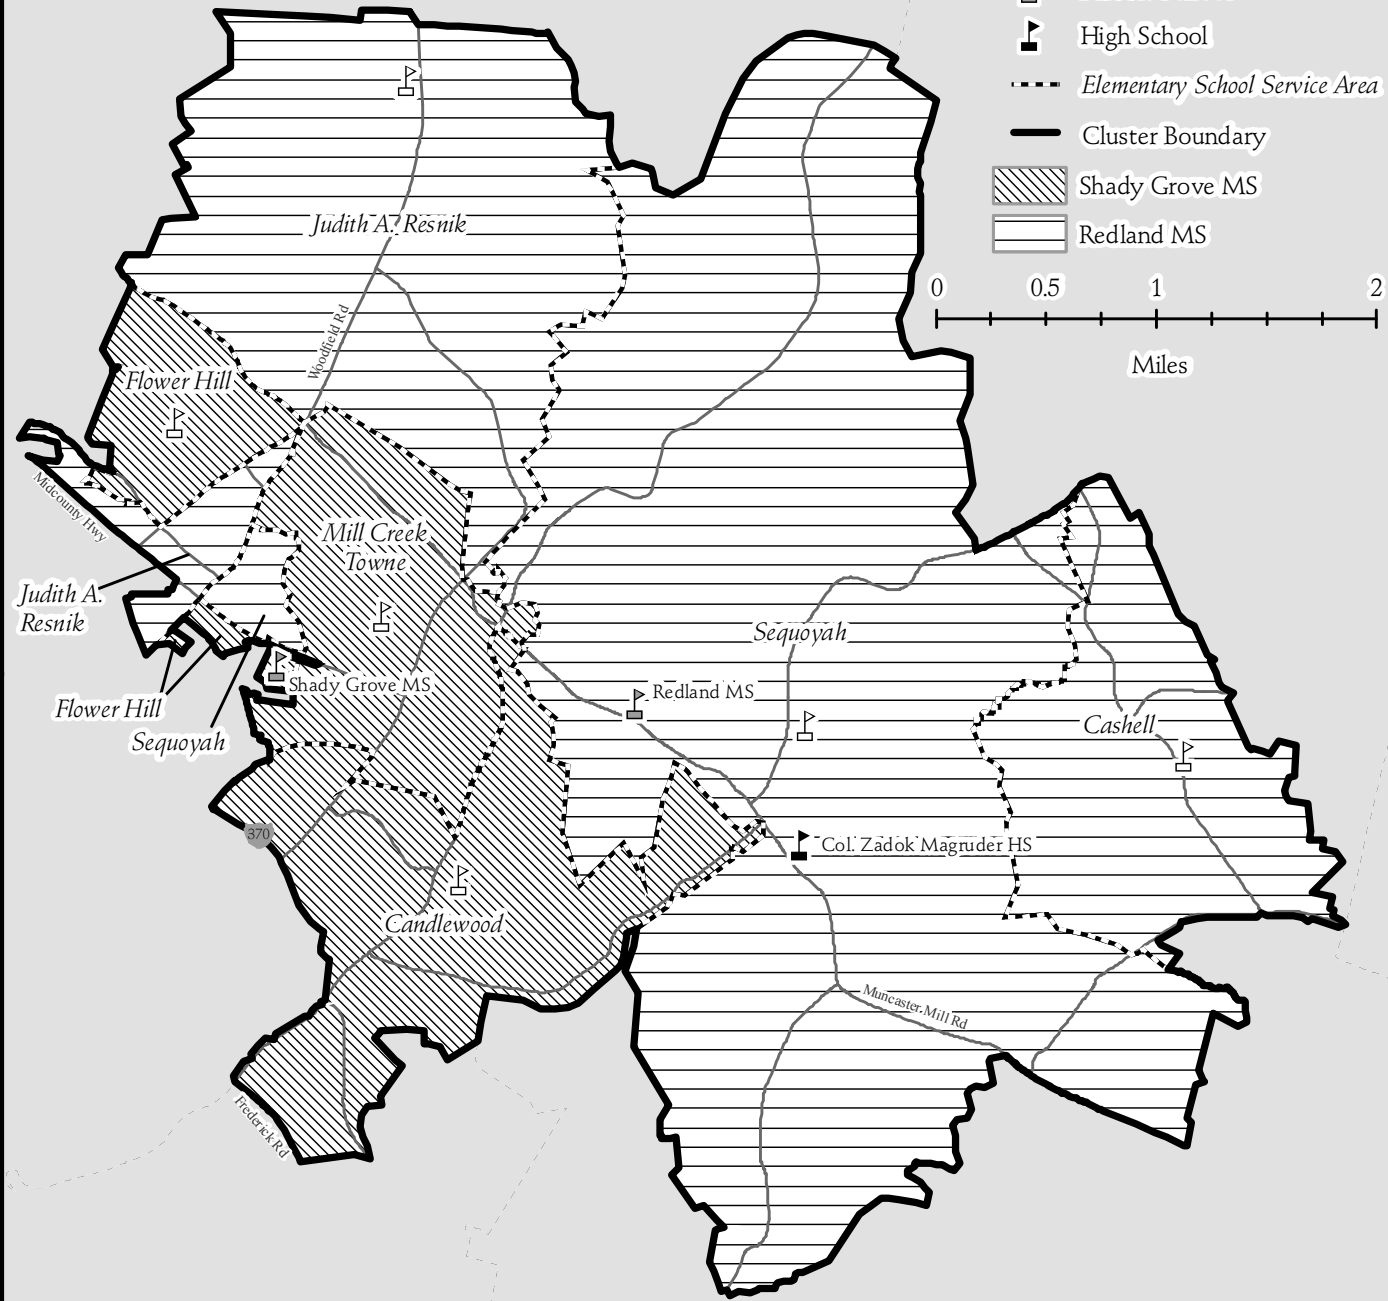 High School
Elementary School Service Area
Cluster Boundary
Shady Grove MS
Redland MS
0 0.5 1 2
Miles
Judith A. Resnik
Woodfield Rd
Flower Hill
Midcounty Hwy
Mill Creek
Towne
Judith A.
Resnik
Sequoyah
Shady Grove MS
Redland MS
Flower Hill
Sequoyah
Cashell
370
Col. Zadok Magruder HS
Candlewood
Muncaster Mill Rd
Frederick Rd